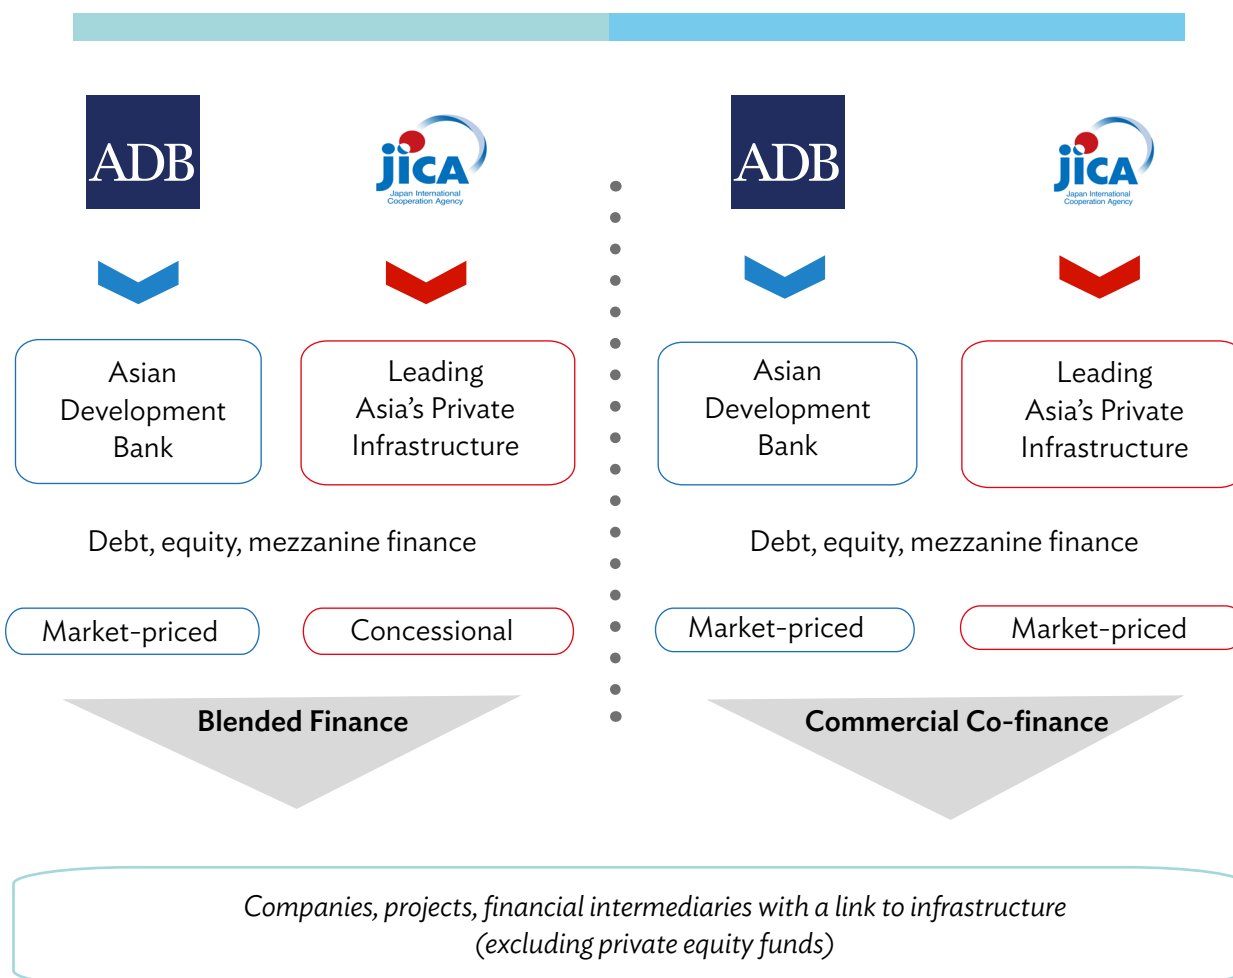 ADB
JICA
Japan International
Cooperation Agency
ADB
JICA
Japan International
Cooperation Agency
Asian
Development
Bank
Leading
Asia's Private
Infrastructure
Asian
Development
Bank
Leading
Asia's Private
Infrastructure
Debt, equity, mezzanine finance
Debt, equity, mezzanine finance
Market-priced
Concessional
Market-priced
Market-priced
Blended Finance
Commercial Co-finance
Companies, projects, financial intermediaries with a link to infrastructure
(excluding private equity funds)